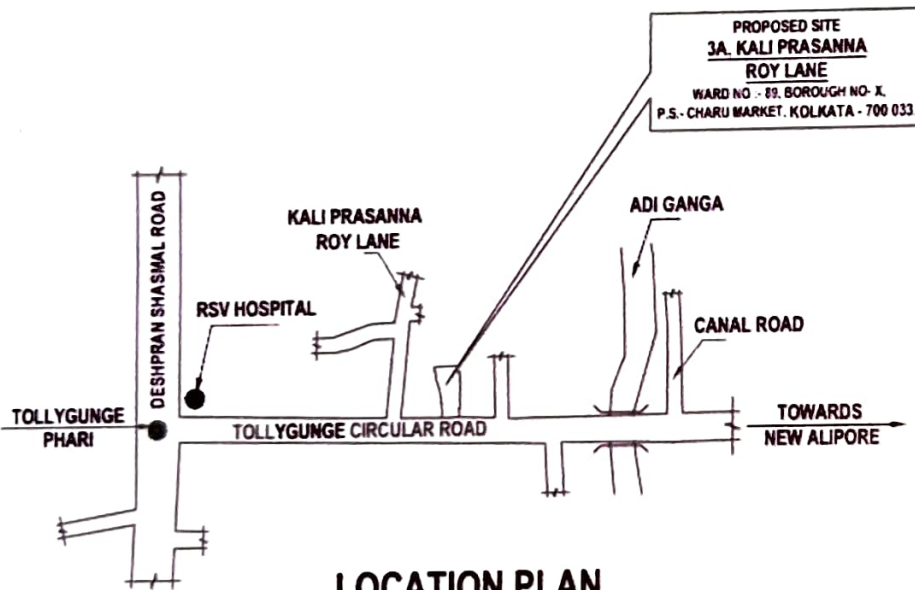 PROPOSED SITE
3A, KALI PRASANNA
ROY LANE
WARD NO :- 89, BOROUGH NO- X,
P.S.- CHARU MARKET, KOLKATA - 700 033
DESHPRAN SHASMAL ROAD
KALI PRASANNA
ROY LANE
ADI GANGA
RSV HOSPITAL
CANAL ROAD
TOLLYGUNGE
PHARI
TOLLYGUNGE CIRCULAR ROAD
TOWARDS
NEW ALIPORE
LOCATION PLAN